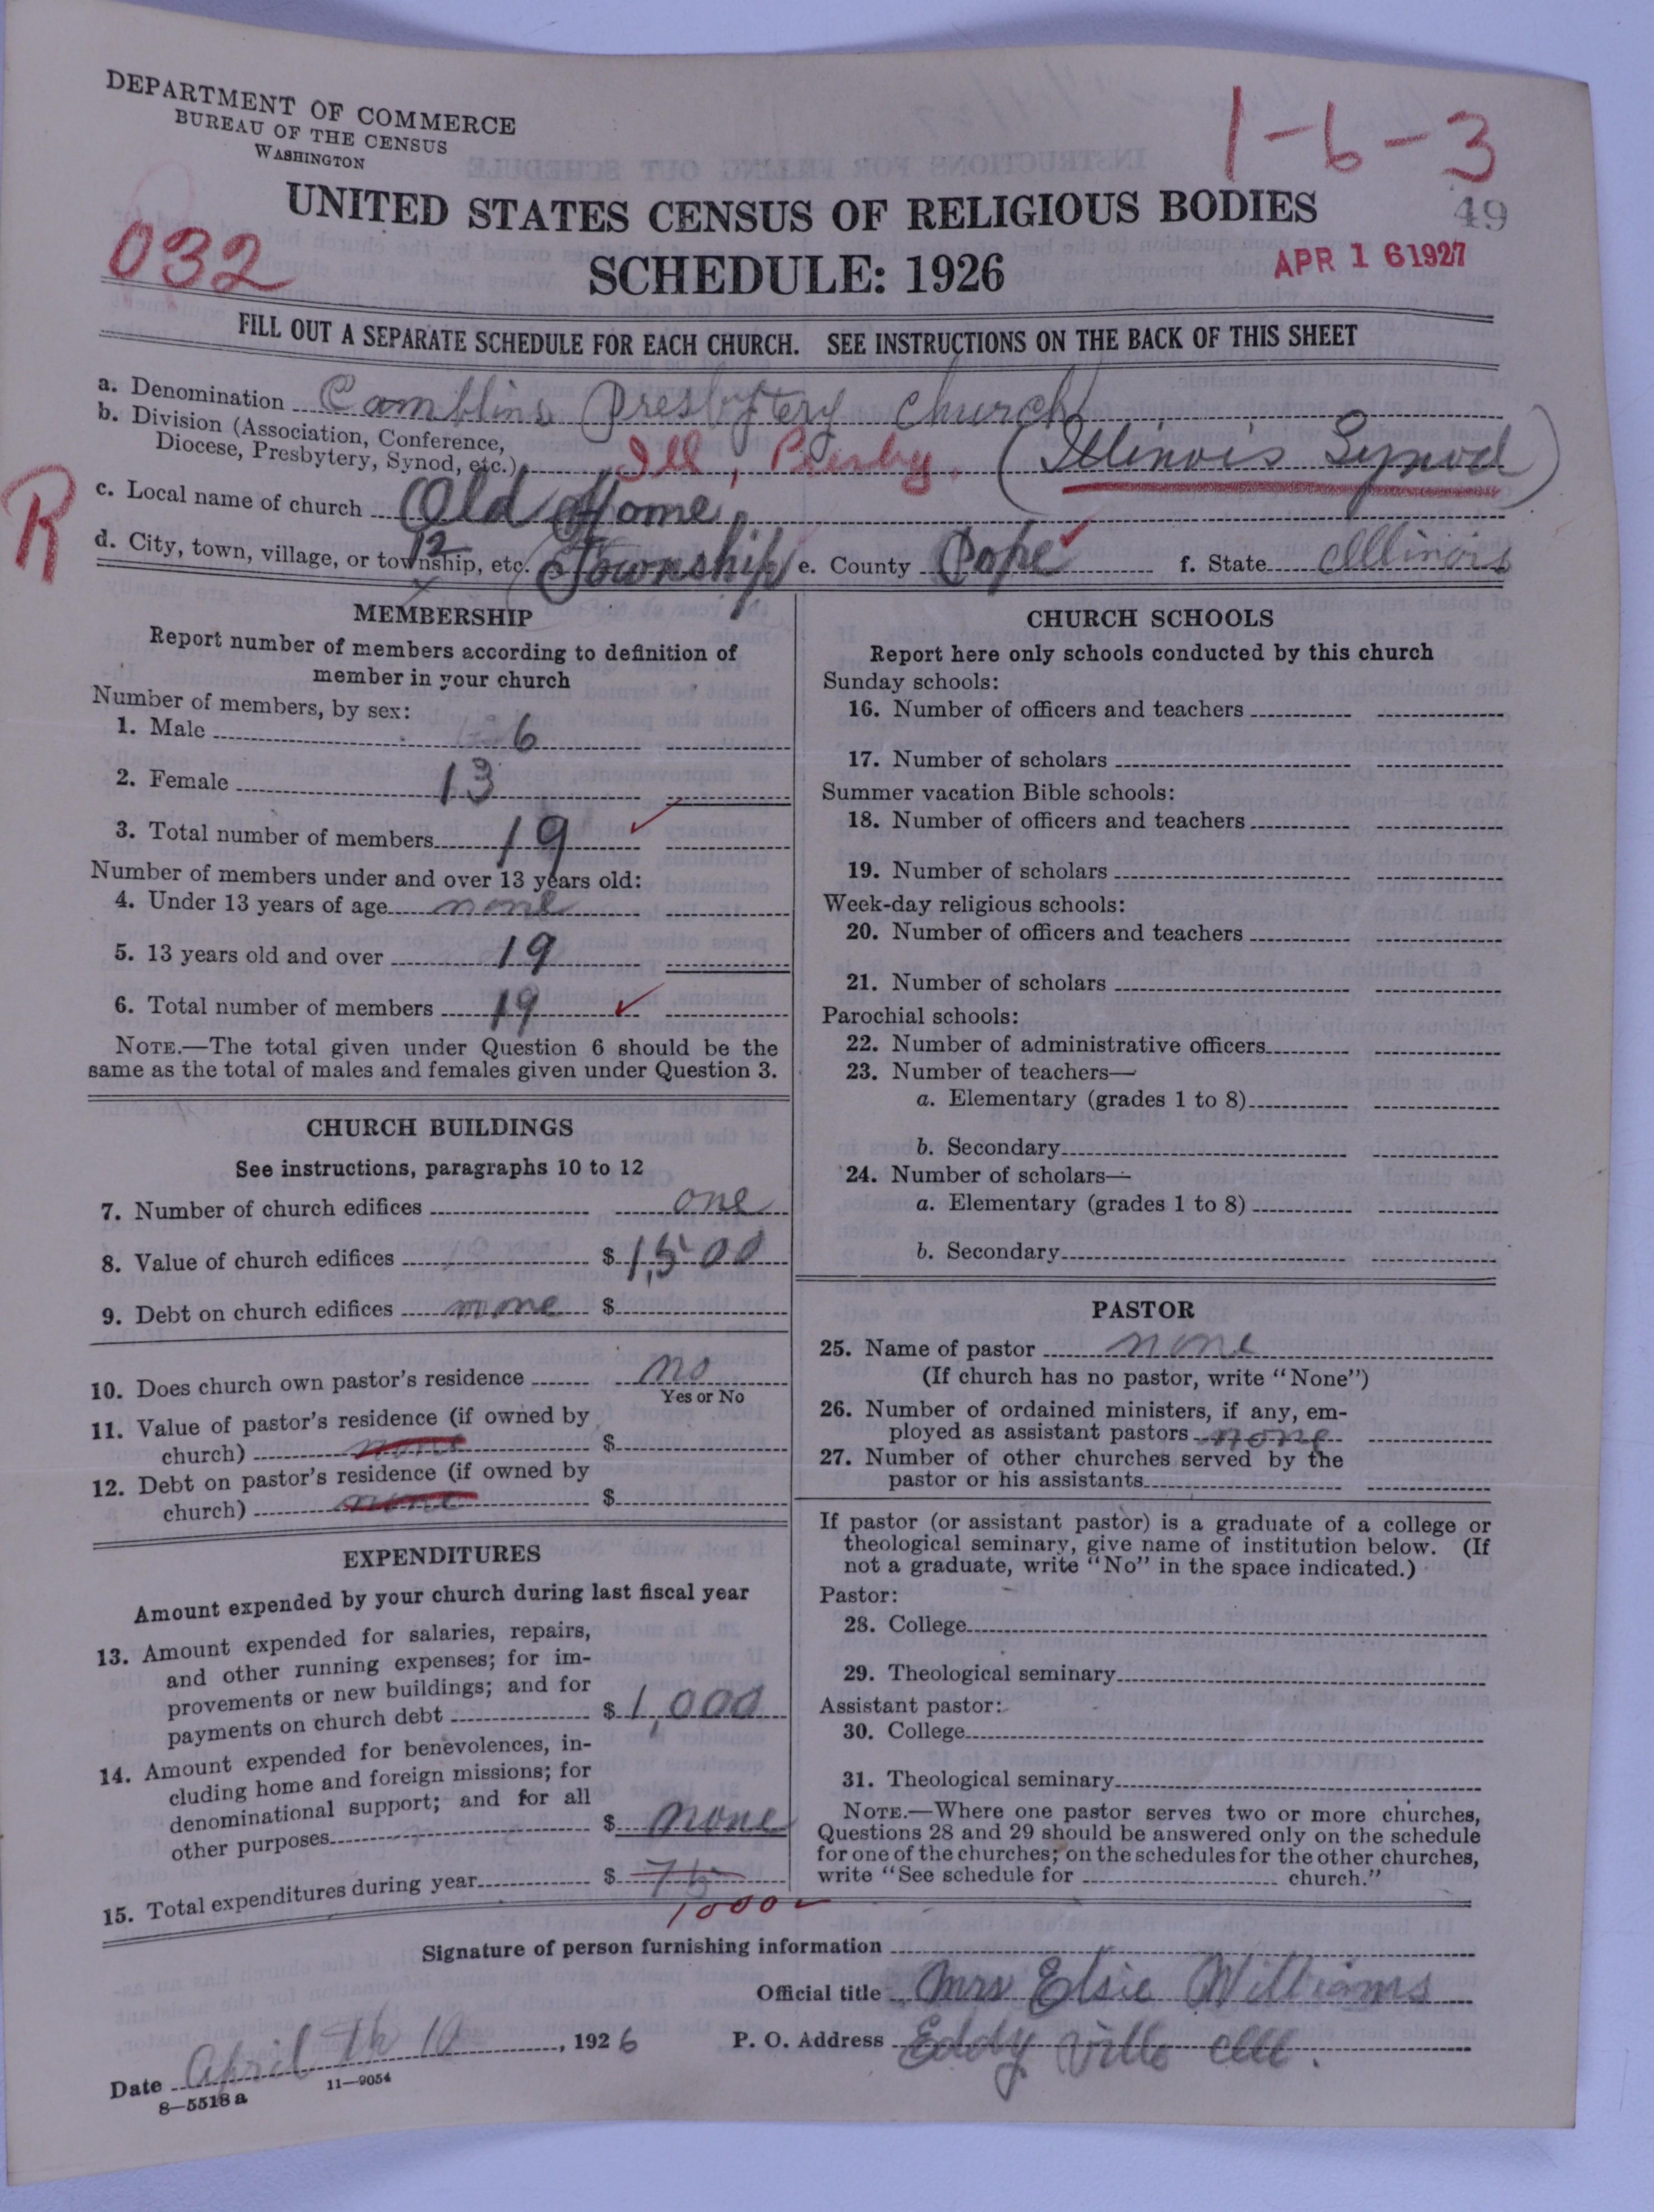 DEPARTMENT OF COMMERCE
BUREAU OF THE CENSUS
WASHINGTON
1-6-3
UNITED STATES CENSUS OF RELIGIOUS BODIES
49
032
SCHEDULE: 1926
APR 16 1927
FILL OUT A SEPARATE SCHEDULE FOR EACH CHURCH. SEE INSTRUCTIONS ON THE BACK OF THIS SHEET
a. Denomination Camblins Presbytery Church
b. Division (Association, Conference,
Diocese, Presbytery, Synod, etc.) Ill, Presby. (Illinois Synod)
R
c. Local name of church Old Home
d. City, town, village, or township, etc. 12 Township e. County Pope f. State Illinois
MEMBERSHIP
Report number of members according to definition of
member in your church
Number of members, by sex:
1. Male 6
2. Female 13
3. Total number of members 19
Number of members under and over 13 years old:
4. Under 13 years of age none
5. 13 years old and over 19
6. Total number of members 19
NOTE.—The total given under Question 6 should be the
same as the total of males and females given under Question 3.
CHURCH BUILDINGS
See instructions, paragraphs 10 to 12
7. Number of church edifices one
8. Value of church edifices $ 1,500
9. Debt on church edifices none $
10. Does church own pastor's residence no
Yes or No
11. Value of pastor's residence (if owned by
church) none $
12. Debt on pastor's residence (if owned by
church) none $
EXPENDITURES
Amount expended by your church during last fiscal year
13. Amount expended for salaries, repairs,
and other running expenses; for im-
provements or new buildings; and for
payments on church debt $ 1,000
14. Amount expended for benevolences, in-
cluding home and foreign missions; for
denominational support; and for all
other purposes $ none
15. Total expenditures during year $ 75
1000
CHURCH SCHOOLS
Report here only schools conducted by this church
Sunday schools:
16. Number of officers and teachers
17. Number of scholars
Summer vacation Bible schools:
18. Number of officers and teachers
19. Number of scholars
Week-day religious schools:
20. Number of officers and teachers
21. Number of scholars
Parochial schools:
22. Number of administrative officers
23. Number of teachers—
a. Elementary (grades 1 to 8)
b. Secondary
24. Number of scholars—
a. Elementary (grades 1 to 8)
b. Secondary
PASTOR
25. Name of pastor none
(If church has no pastor, write "None")
26. Number of ordained ministers, if any, em-
ployed as assistant pastors none
27. Number of other churches served by the
pastor or his assistants
If pastor (or assistant pastor) is a graduate of a college or
theological seminary, give name of institution below. (If
not a graduate, write "No" in the space indicated.)
Pastor:
28. College
29. Theological seminary
Assistant pastor:
30. College
31. Theological seminary
NOTE.—Where one pastor serves two or more churches,
Questions 28 and 29 should be answered only on the schedule
for one of the churches; on the schedules for the other churches,
write "See schedule for church."
Signature of person furnishing information
Official title Mrs Elsie Williams
Date April th 10, 1926 P. O. Address Eddy Ville Ill.
8—5518 a 11—9054